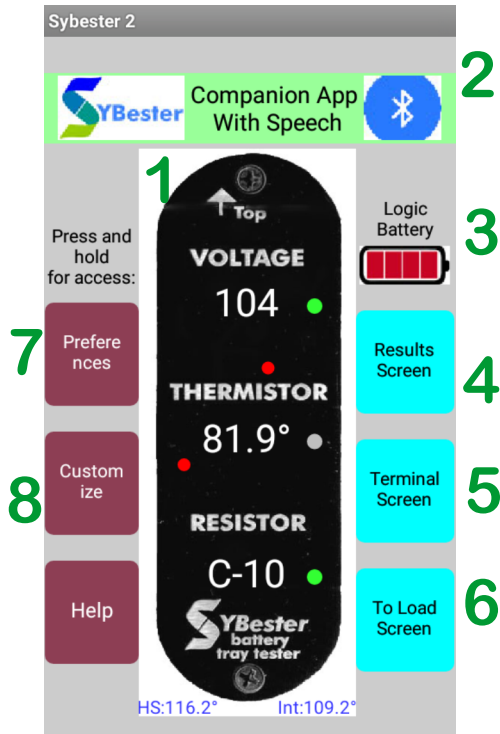 Sybester 2
2
SYBester
Companion App
With Speech
1
Top
Logic
Battery
3
Press and
hold
for access:
VOLTAGE
104
7
Prefere
nces
Results
Screen
4
THERMISTOR
81.9°
8
Custom
ize
Terminal
Screen
5
RESISTOR
C-10
Help
To Load
Screen
6
SYBester
battery
tray tester
HS:116.2°
Int:109.2°